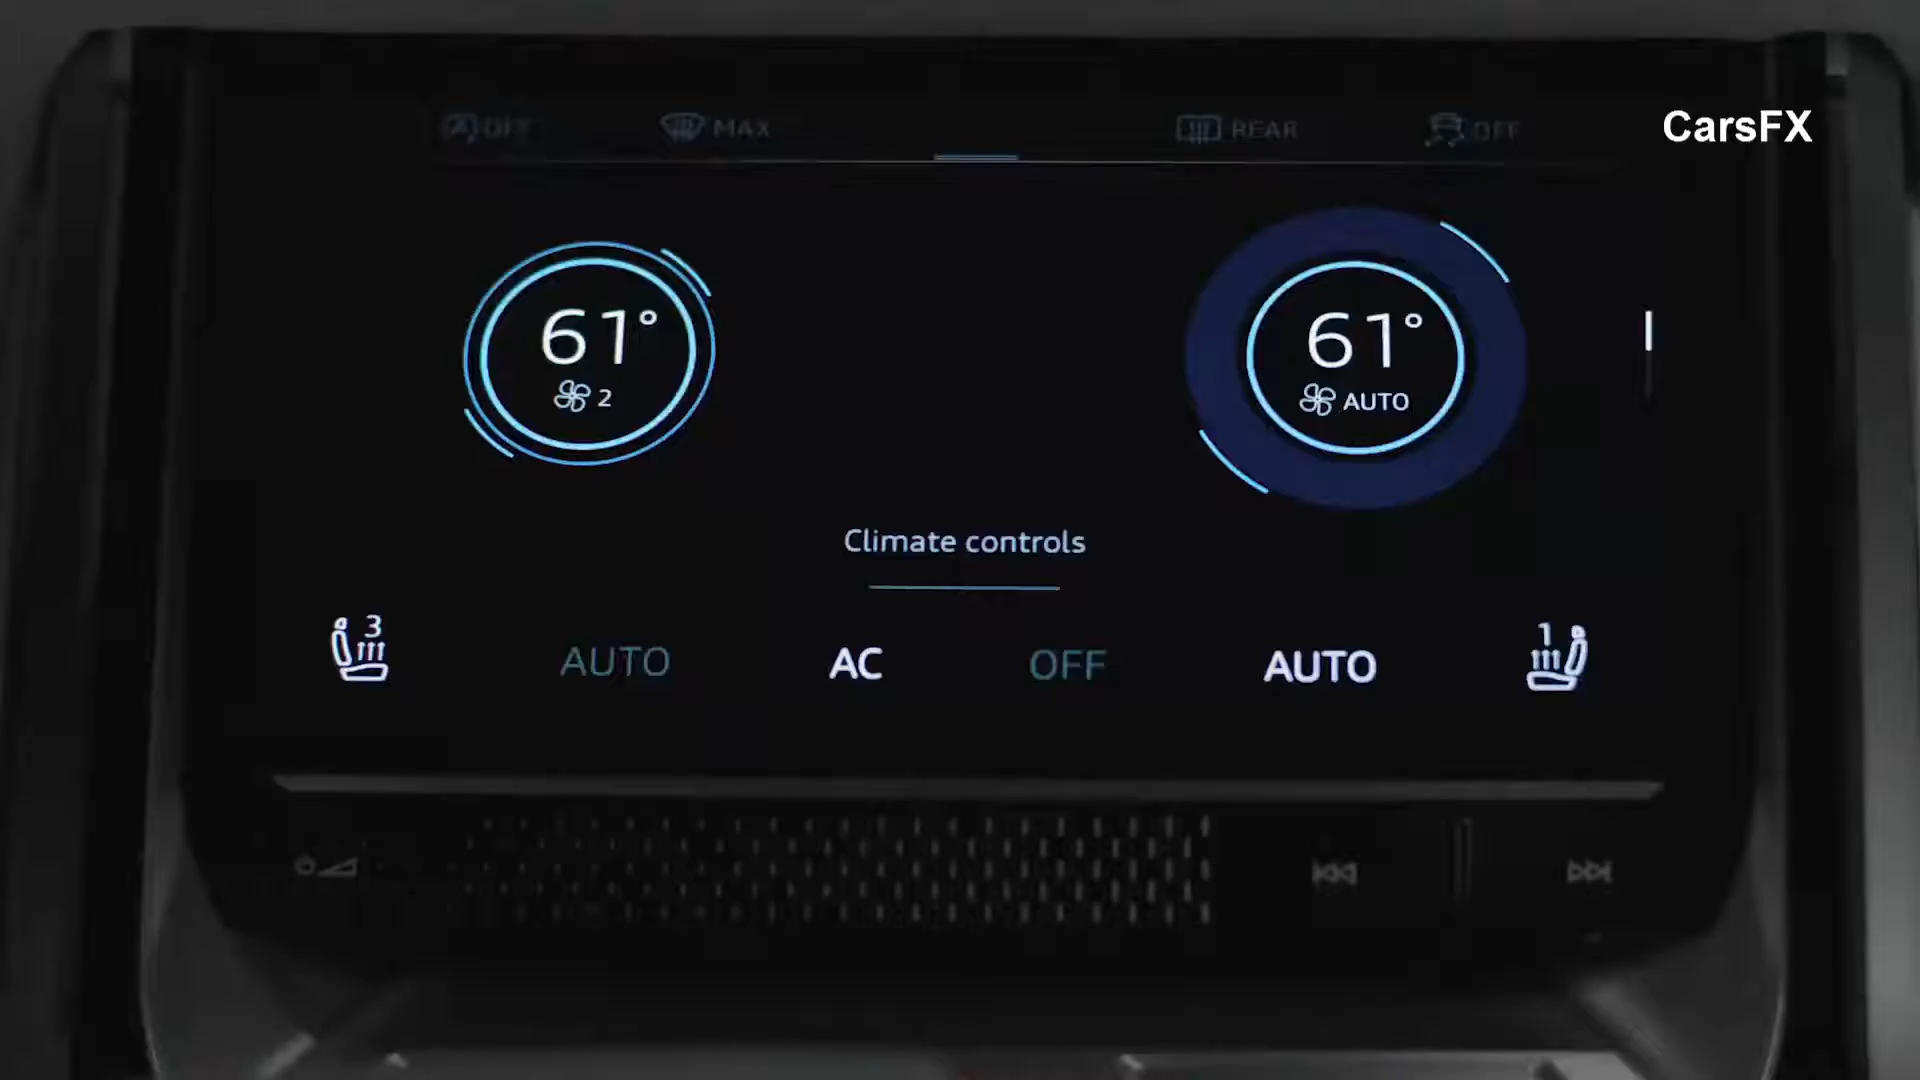 OFF MAX REAR OFF
CarsFX
61° 61°
2 AUTO
Climate controls
3 AUTO AC OFF AUTO 1